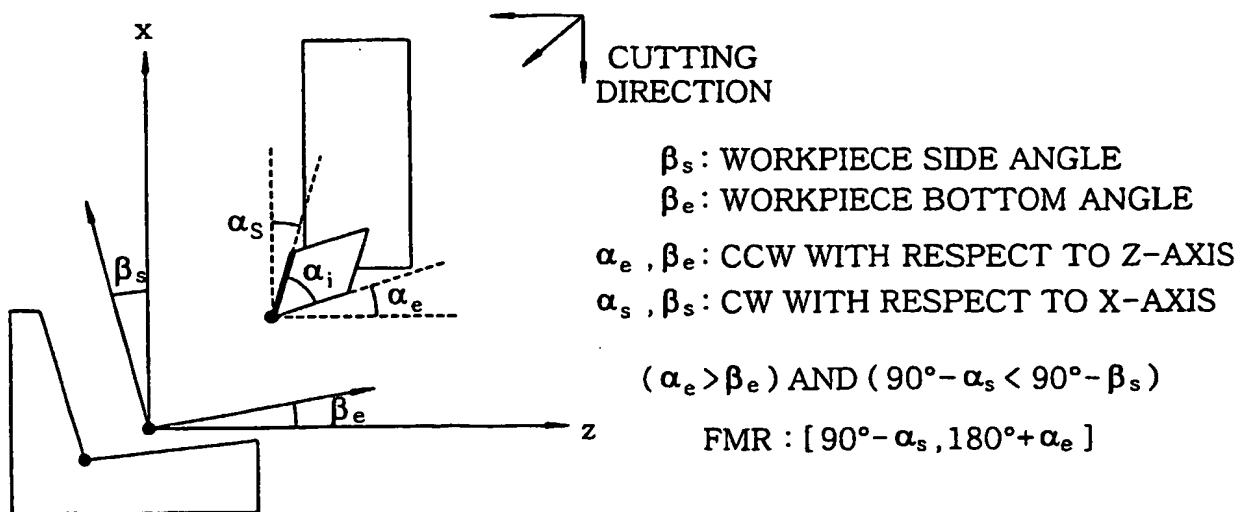 x
CUTTING
DIRECTION
βs: WORKPIECE SIDE ANGLE
βe: WORKPIECE BOTTOM ANGLE
αs
βs
αi
αe
αe , βe: CCW WITH RESPECT TO Z-AXIS
αs , βs: CW WITH RESPECT TO X-AXIS
(αe>βe) AND (90°-αs<90°-βs)
βe
z
FMR : [90°-αs,180°+αe]